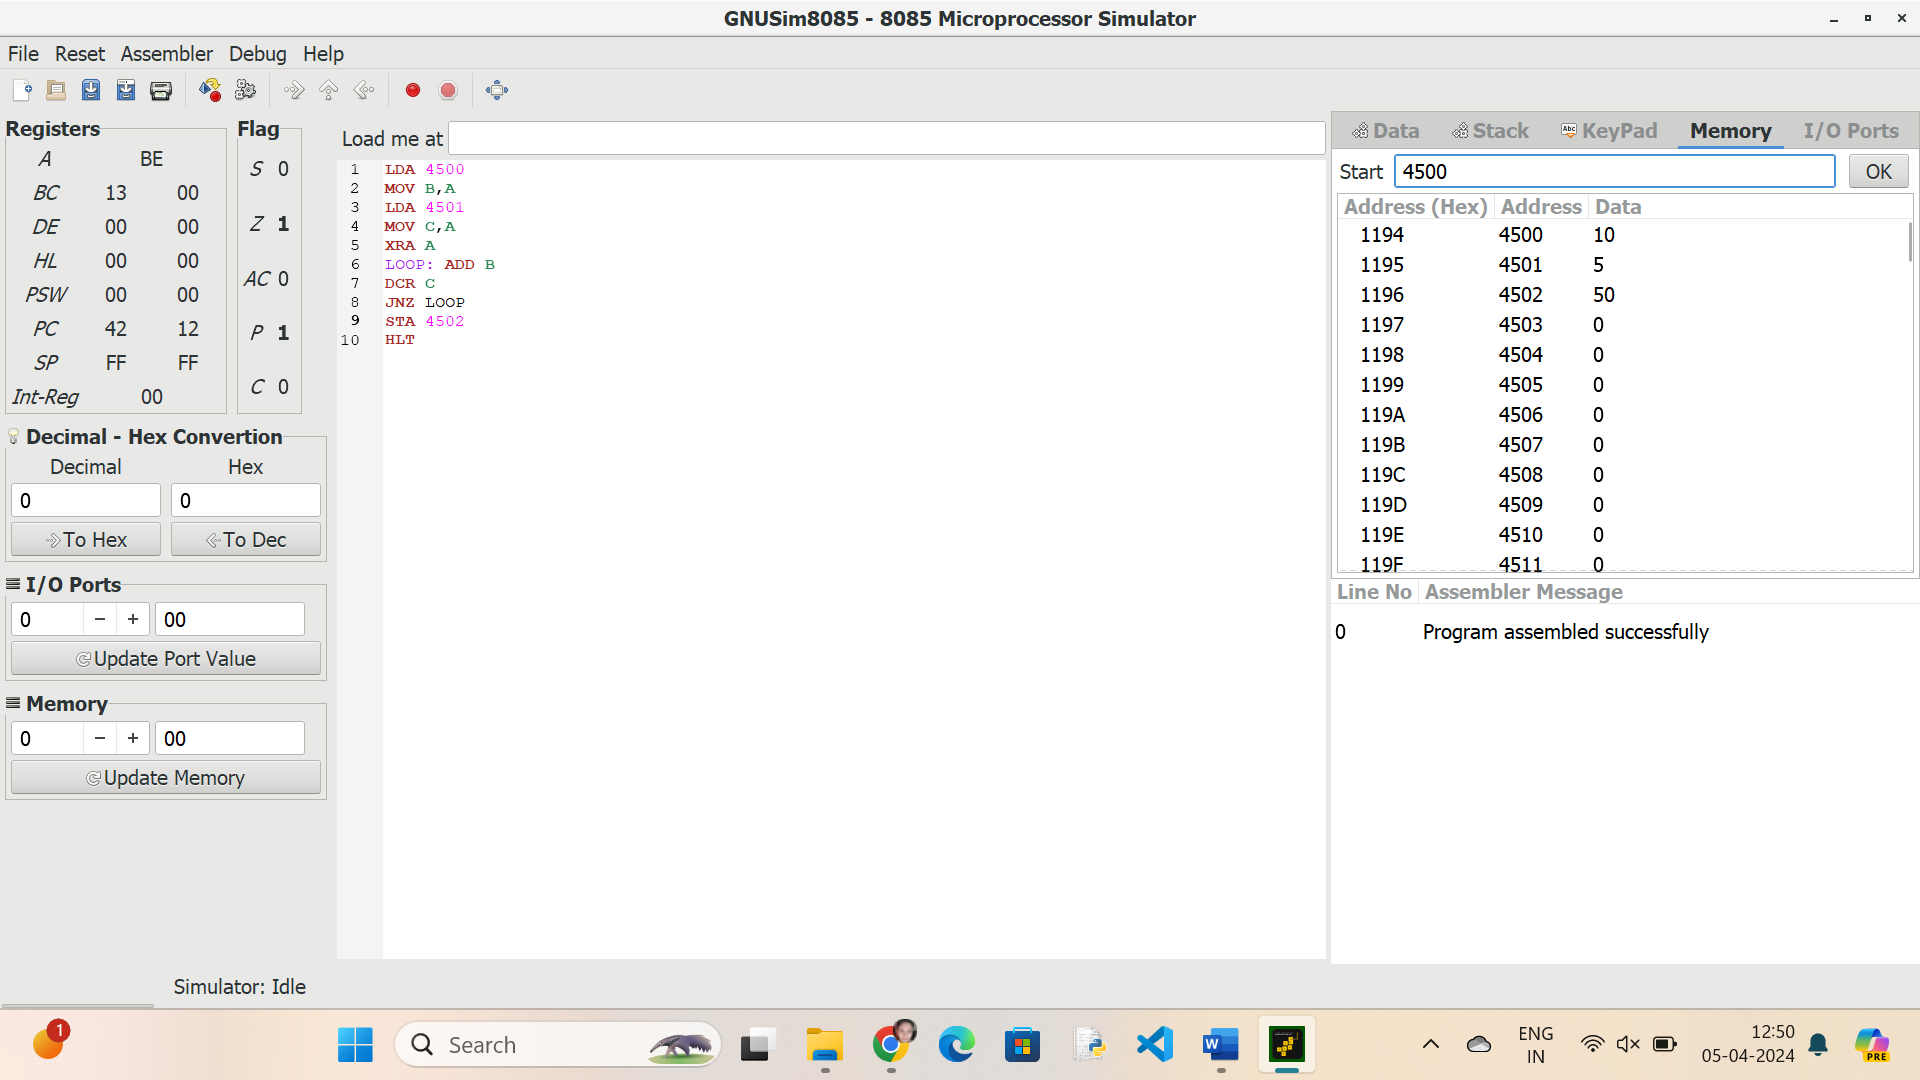 GNUSim8085 - 8085 Microprocessor Simulator
File Reset Assembler Debug Help
Registers
A BE
BC 13 00
DE 00 00
HL 00 00
PSW 00 00
PC 42 12
SP FF FF
Int-Reg 00
Flag
S 0
Z 1
AC 0
P 1
C 0
Decimal - Hex Convertion
Decimal Hex
0 0
To Hex To Dec
I/O Ports
0 − + 00
Update Port Value
Memory
0 − + 00
Update Memory
Simulator: Idle
Load me at
1 LDA 4500
2 MOV B,A
3 LDA 4501
4 MOV C,A
5 XRA A
6 LOOP: ADD B
7 DCR C
8 JNZ LOOP
9 STA 4502
10 HLT
Data Stack Abc KeyPad Memory I/O Ports
Start 4500 OK
Address (Hex) Address Data
1194 4500 10
1195 4501 5
1196 4502 50
1197 4503 0
1198 4504 0
1199 4505 0
119A 4506 0
119B 4507 0
119C 4508 0
119D 4509 0
119E 4510 0
119F 4511 0
Line No Assembler Message
0 Program assembled successfully
1
Search
W
ENG
IN
12:50
05-04-2024
PRE